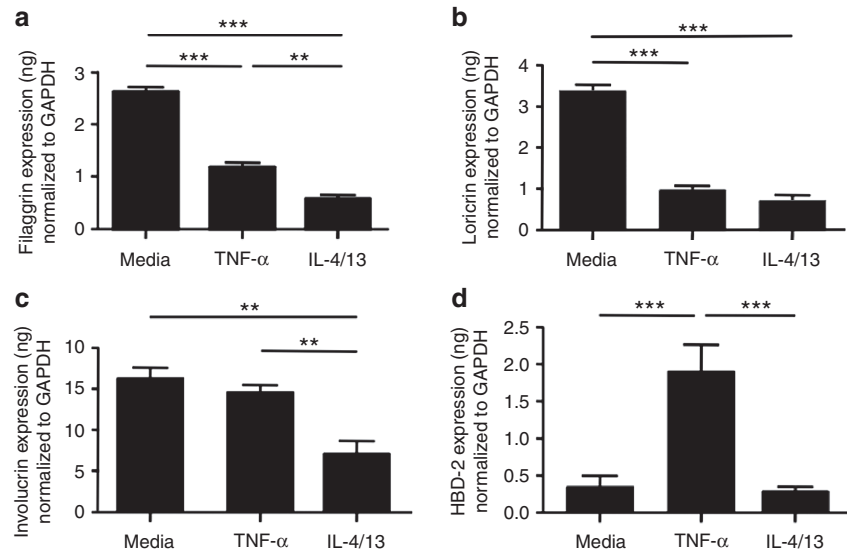 a
***
***
**
Filaggrin expression (ng)
normalized to GAPDH
3
2
1
0
Media
TNF-α
IL-4/13
b
***
***
Loricrin expression (ng)
normalized to GAPDH
4
3
2
1
0
Media
TNF-α
IL-4/13
c
**
**
Involucrin expression (ng)
normalized to GAPDH
10
15
10
5
0
Media
TNF-α
IL-4/13
d
***
***
HBD-2 expression (ng)
normalized to GAPDH
2.5
2.0
1.5
1.0
0.5
0.0
Media
TNF-α
IL-4/13